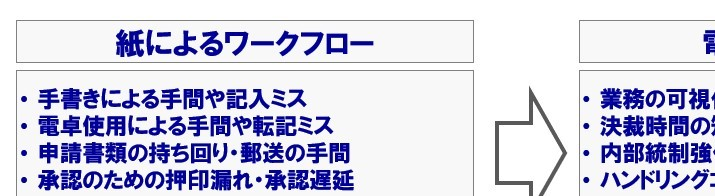 紙によるワークフロー
・手書きによる手間や記入ミス
・電卓使用による手間や転記ミス
・申請書類の持ち回り・郵送の手間
・承認のための押印漏れ・承認遅延
電
・業務の可視
・決裁時間の
・内部統制強
・ハンドリング